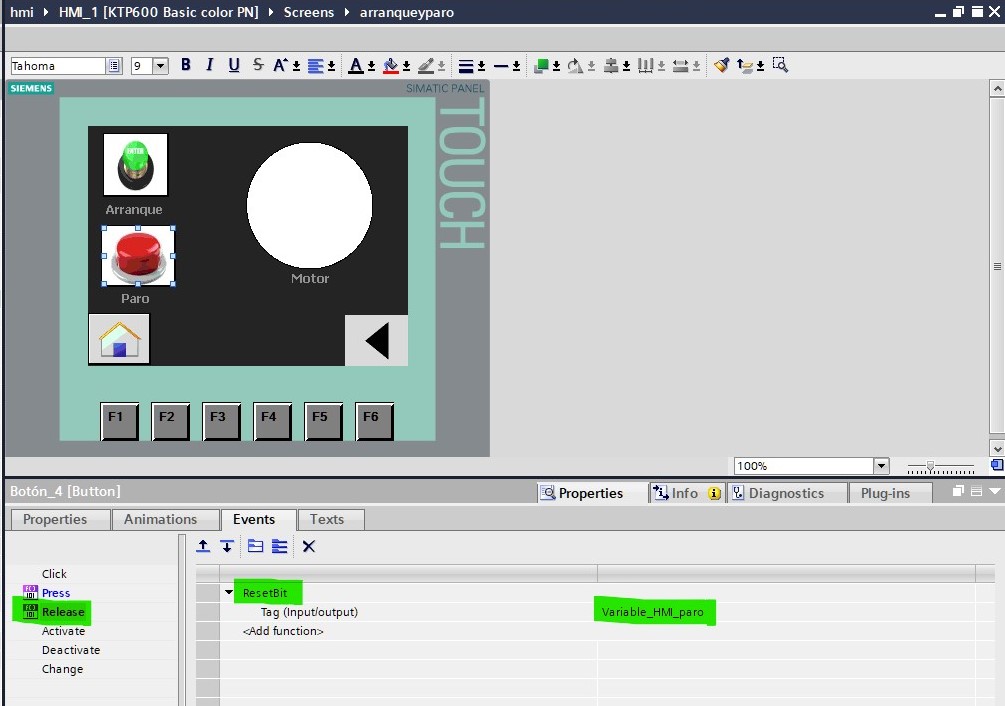 hmi ▸ HMI_1 [KTP600 Basic color PN] ▸ Screens ▸ arranqueyparo
Tahoma 9 B I U S A A
SIEMENS SIMATIC PANEL
TOUCH
ENTER
Arranque
Paro
Motor
F1 F2 F3 F4 F5 F6
100%
Botón_4 [Button] Properties Info Diagnostics Plug-ins
Properties Animations Events Texts
Click
Press
Release
Activate
Deactivate
Change
ResetBit
Tag (Input/output) Variable_HMI_paro
<Add function>